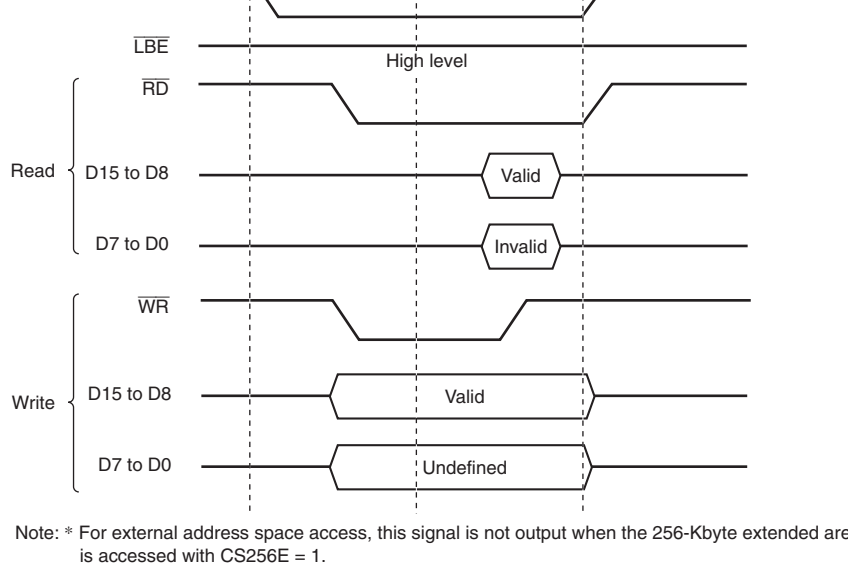 LBE
High level
RD
Read
D15 to D8
Valid
D7 to D0
Invalid
WR
Write
D15 to D8
Valid
D7 to D0
Undefined
Note: * For external address space access, this signal is not output when the 256-Kbyte extended are
is accessed with CS256E = 1.